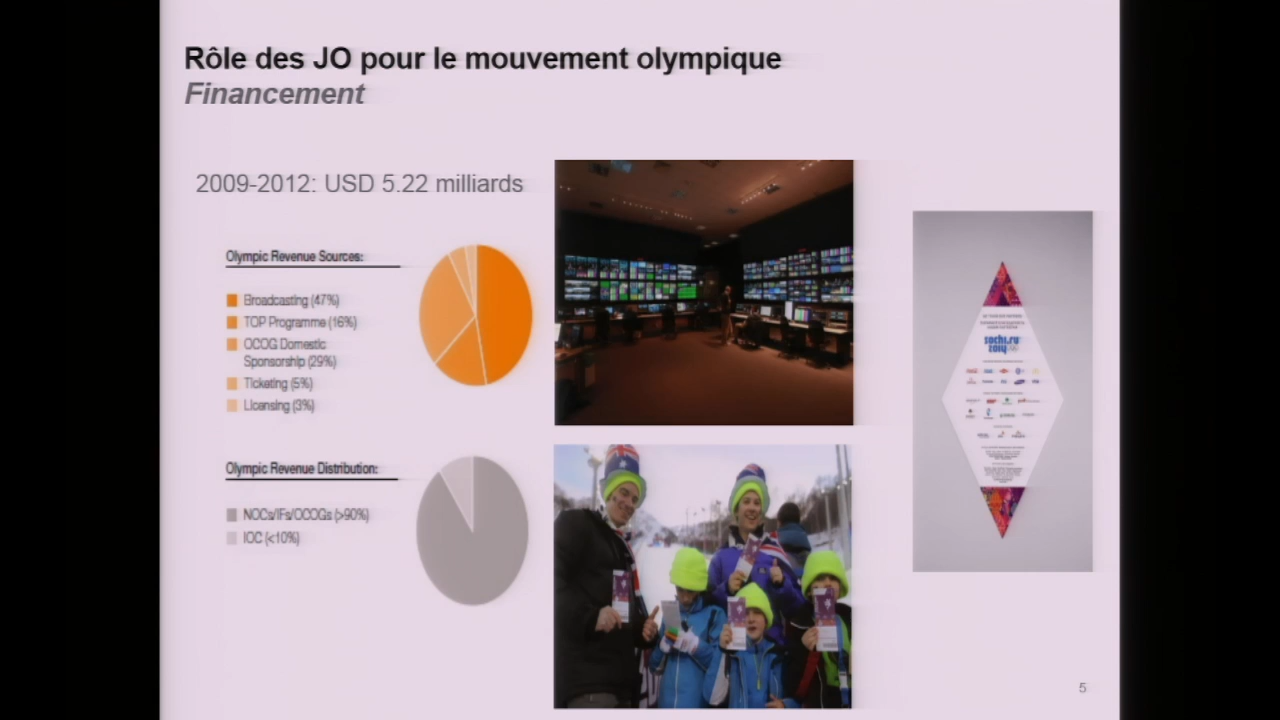 Rôle des JO pour le mouvement olympique
Financement
2009-2012: USD 5.22 milliards
Olympic Revenue Sources:
Broadcasting (47%)
TOP Programme (16%)
OCOG Domestic
Sponsorship (29%)
Ticketing (5%)
Licensing (3%)
Olympic Revenue Distribution:
NOCs/IFs/OCOGs (>90%)
IOC (<10%)
sochi.ru
2014
5